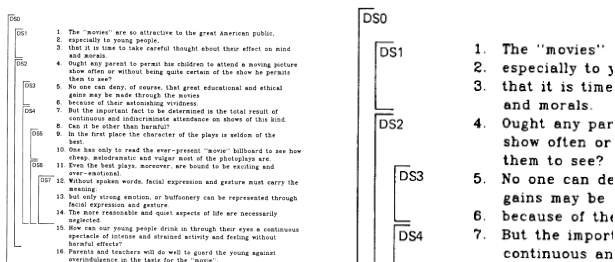 DS0
DS1
1. The "movies" are so attractive to the great American public,
2. especially to young people,
3. that it is time to take careful thought about their effect on mind
and morals.
DS2
4. Ought any parent to permit his children to attend a moving picture
show often or without being quite certain of the show he permits
them to see?
DS3
5. No one can deny, of course, that great educational and ethical
gains may be made through the movies
6. because of their astonishing vividness.
DS4
7. But the important fact to be determined is the total result of
continuous and indiscriminate attendance on shows of this kind.
8. Can it be other than harmful?
DS5
9. In the first place the character of the plays is seldom of the
best.
10. One has only to read the ever-present "movie" billboard to see how
cheap, melodramatic and vulgar most of the photoplays are.
DS6
11. Even the best plays, moreover, are bound to be exciting and
over-emotional.
DS7
12. Without spoken words, facial expression and gesture must carry the
meaning:
13. but only strong emotion, or buffoonery can be represented through
facial expression and gesture.
14. The more reasonable and quiet aspects of life are necessarily
neglected.
15. How can our young people drink in through their eyes a continuous
spectacle of intense and strained activity and feeling without
harmful effects?
16. Parents and teachers will do well to guard the young against
overindulgence in the taste for the "movie".
DS0
DS1
1. The "movies"
2. especially to y
3. that it is time
and morals.
DS2
4. Ought any par
show often or
them to see?
DS3
5. No one can de
gains may be
6. because of the
DS4
7. But the import
continuous an